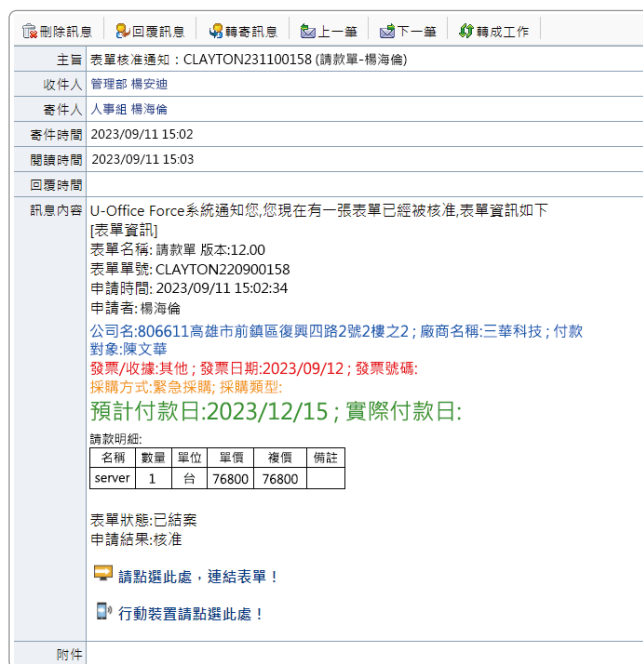 刪除訊息 回覆訊息 轉寄訊息 上一筆 下一筆 轉成工作
主旨 表單核准通知：CLAYTON231100158 (請款單-楊海倫)
收件人 管理部 楊安迪
寄件人 人事組 楊海倫
寄件時間 2023/09/11 15:02
閱讀時間 2023/09/11 15:03
回覆時間
訊息內容 U-Office Force系統通知您,您現在有一張表單已經被核准,表單資訊如下
[表單資訊]
表單名稱: 請款單 版本:12.00
表單單號: CLAYTON220900158
申請時間: 2023/09/11 15:02:34
申請者: 楊海倫
公司名:806611高雄市前鎮區復興四路2號2樓之2 ; 廠商名稱:三華科技 ; 付款
對象:陳文華
發票/收據:其他 ; 發票日期:2023/09/12 ; 發票號碼:
採購方式:緊急採購; 採購類型:
預計付款日:2023/12/15 ; 實際付款日:
請款明細:
名稱 數量 單位 單價 複價 備註
server 1 台 76800 76800
表單狀態:已結案
申請結果:核准
請點選此處，連結表單！
行動裝置請點選此處！
附件